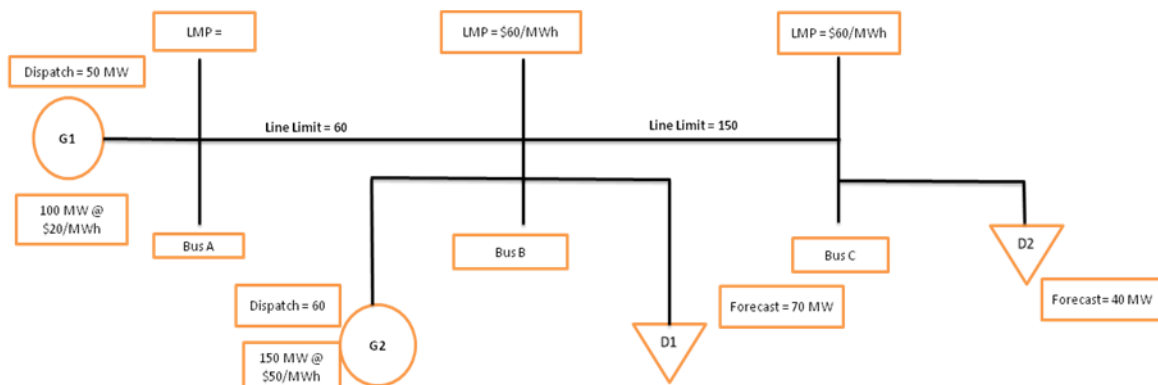 LMP =
LMP = $60/MWh
LMP = $60/MWh
Dispatch = 50 MW
G1
Line Limit = 60
Line Limit = 150
100 MW @
$20/MWh
Bus A
Bus B
Bus C
D2
Dispatch = 60
Forecast = 70 MW
Forecast= 40 MW
G2
D1
150 MW @
$50/MWh